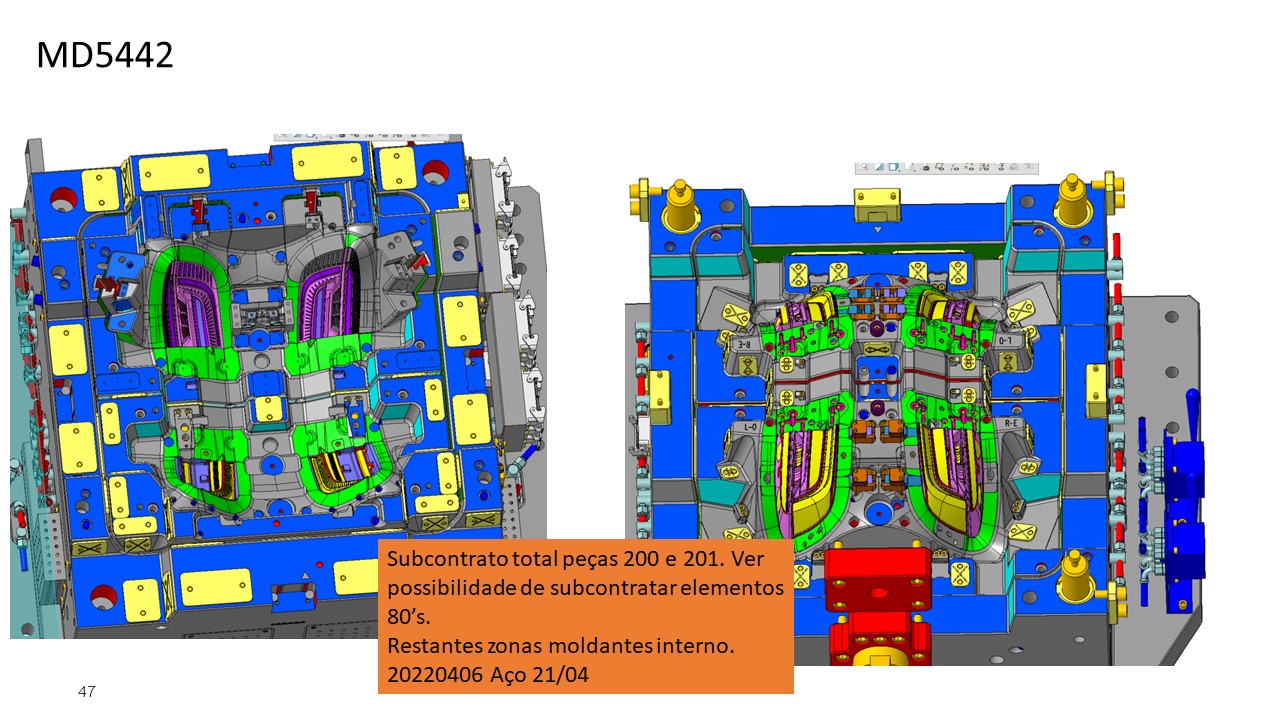 MD5442
R-E
L-O
L-O
R-E
Subcontrato total peças 200 e 201. Ver
possibilidade de subcontratar elementos
80’s.
Restantes zonas moldantes interno.
20220406 Aço 21/04
47